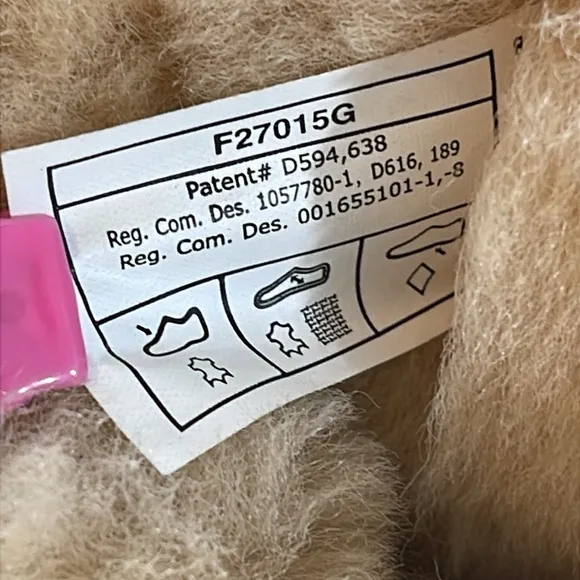 F27015G
Patent# D594,638
Reg. Com. Des. 1057780-1, D616, 189
Reg. Com. Des. 001655101-1,-8